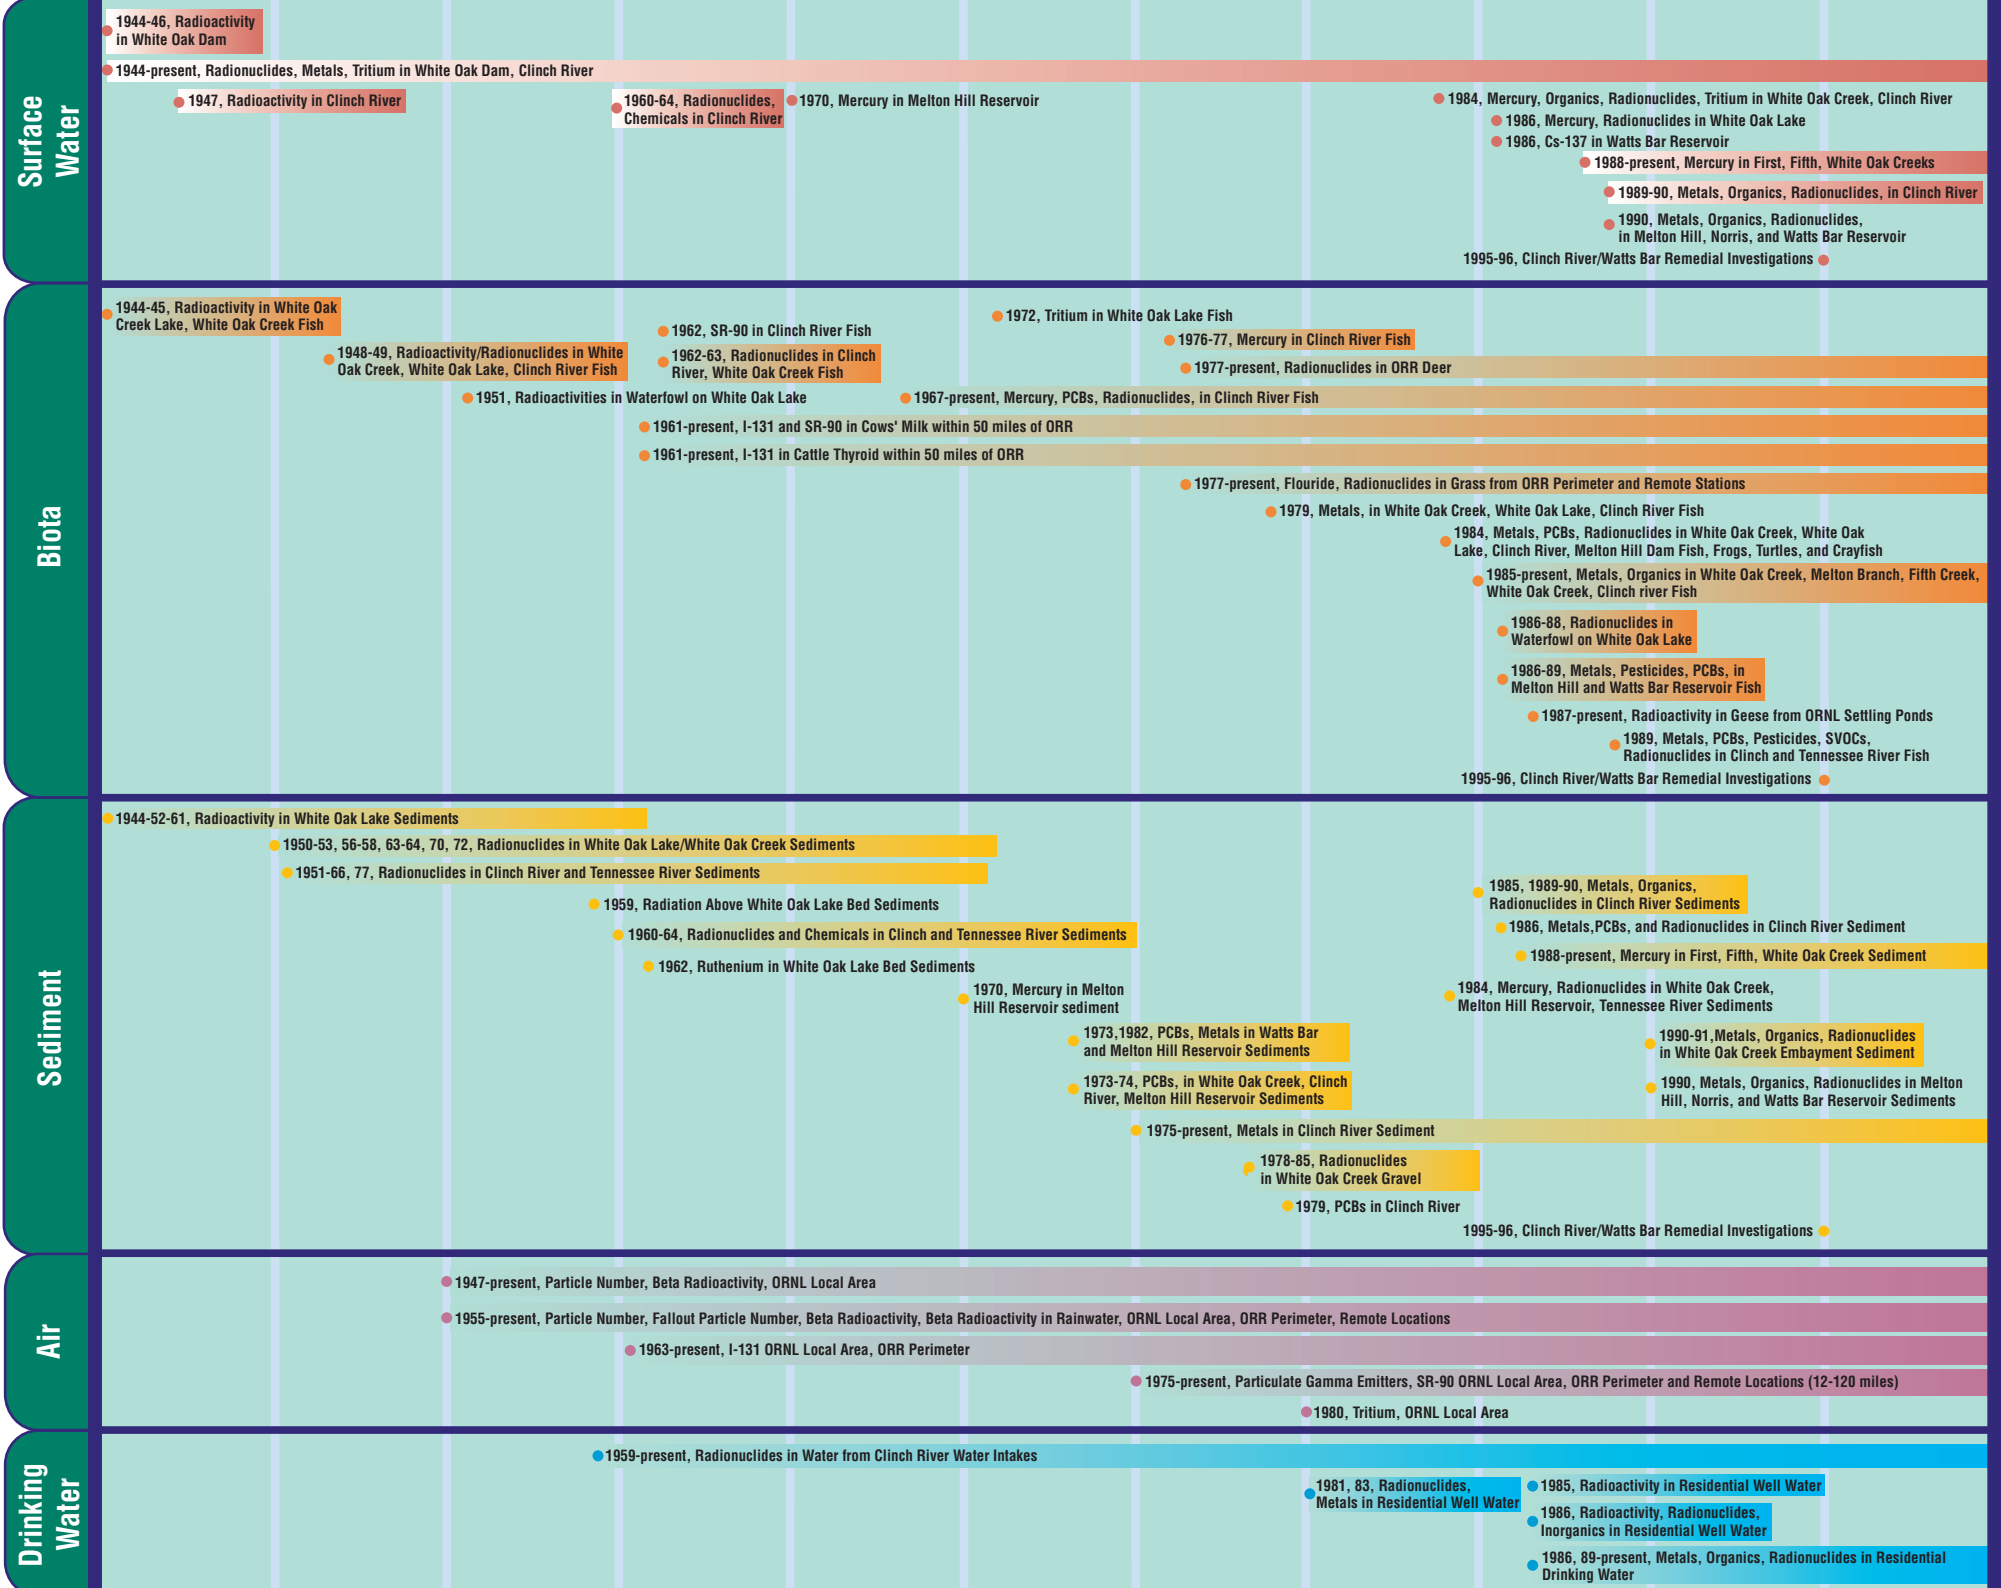 Surface
Water
1944-46, Radioactivity
in White Oak Dam
1944-present, Radionuclides, Metals, Tritium in White Oak Dam, Clinch River
1947, Radioactivity in Clinch River
1960-64, Radionuclides,
Chemicals in Clinch River
1970, Mercury in Melton Hill Reservoir
1984, Mercury, Organics, Radionuclides, Tritium in White Oak Creek, Clinch River
1986, Mercury, Radionuclides in White Oak Lake
1986, Cs-137 in Watts Bar Reservoir
1988-present, Mercury in First, Fifth, White Oak Creeks
1989-90, Metals, Organics, Radionuclides, in Clinch River
1990, Metals, Organics, Radionuclides,
in Melton Hill, Norris, and Watts Bar Reservoir
1995-96, Clinch River/Watts Bar Remedial Investigations
Biota
1944-45, Radioactivity in White Oak
Creek Lake, White Oak Creek Fish
1948-49, Radioactivity/Radionuclides in White
Oak Creek, White Oak Lake, Clinch River Fish
1962, SR-90 in Clinch River Fish
1962-63, Radionuclides in Clinch
River, White Oak Creek Fish
1972, Tritium in White Oak Lake Fish
1976-77, Mercury in Clinch River Fish
1977-present, Radionuclides in ORR Deer
1951, Radioactivities in Waterfowl on White Oak Lake
1967-present, Mercury, PCBs, Radionuclides, in Clinch River Fish
1961-present, I-131 and SR-90 in Cows' Milk within 50 miles of ORR
1961-present, I-131 in Cattle Thyroid within 50 miles of ORR
1977-present, Flouride, Radionuclides in Grass from ORR Perimeter and Remote Stations
1979, Metals, in White Oak Creek, White Oak Lake, Clinch River Fish
1984, Metals, PCBs, Radionuclides in White Oak Creek, White Oak
Lake, Clinch River, Melton Hill Dam Fish, Frogs, Turtles, and Crayfish
1985-present, Metals, Organics in White Oak Creek, Melton Branch, Fifth Creek,
White Oak Creek, Clinch river Fish
1986-88, Radionuclides in
Waterfowl on White Oak Lake
1986-89, Metals, Pesticides, PCBs, in
Melton Hill and Watts Bar Reservoir Fish
1987-present, Radioactivity in Geese from ORNL Settling Ponds
1989, Metals, PCBs, Pesticides, SVOCs,
Radionuclides in Clinch and Tennessee River Fish
1995-96, Clinch River/Watts Bar Remedial Investigations
Sediment
1944-52-61, Radioactivity in White Oak Lake Sediments
1950-53, 56-58, 63-64, 70, 72, Radionuclides in White Oak Lake/White Oak Creek Sediments
1951-66, 77, Radionuclides in Clinch River and Tennessee River Sediments
1959, Radiation Above White Oak Lake Bed Sediments
1960-64, Radionuclides and Chemicals in Clinch and Tennessee River Sediments
1962, Ruthenium in White Oak Lake Bed Sediments
1970, Mercury in Melton
Hill Reservoir sediment
1973,1982, PCBs, Metals in Watts Bar
and Melton Hill Reservoir Sediments
1973-74, PCBs, in White Oak Creek, Clinch
River, Melton Hill Reservoir Sediments
1975-present, Metals in Clinch River Sediment
1978-85, Radionuclides
in White Oak Creek Gravel
1979, PCBs in Clinch River
1985, 1989-90, Metals, Organics,
Radionuclides in Clinch River Sediments
1986, Metals,PCBs, and Radionuclides in Clinch River Sediment
1988-present, Mercury in First, Fifth, White Oak Creek Sediment
1984, Mercury, Radionuclides in White Oak Creek,
Melton Hill Reservoir, Tennessee River Sediments
1990-91,Metals, Organics, Radionuclides
in White Oak Creek Embayment Sediment
1990, Metals, Organics, Radionuclides in Melton
Hill, Norris, and Watts Bar Reservoir Sediments
1995-96, Clinch River/Watts Bar Remedial Investigations
Air
1947-present, Particle Number, Beta Radioactivity, ORNL Local Area
1955-present, Particle Number, Fallout Particle Number, Beta Radioactivity, Beta Radioactivity in Rainwater, ORNL Local Area, ORR Perimeter, Remote Locations
1963-present, I-131 ORNL Local Area, ORR Perimeter
1975-present, Particulate Gamma Emitters, SR-90 ORNL Local Area, ORR Perimeter and Remote Locations (12-120 miles)
1980, Tritium, ORNL Local Area
Drinking
Water
1959-present, Radionuclides in Water from Clinch River Water Intakes
1981, 83, Radionuclides,
Metals in Residential Well Water
1985, Radioactivity in Residential Well Water
1986, Radioactivity, Radionuclides,
Inorganics in Residential Well Water
1986, 89-present, Metals, Organics, Radionuclides in Residential
Drinking Water